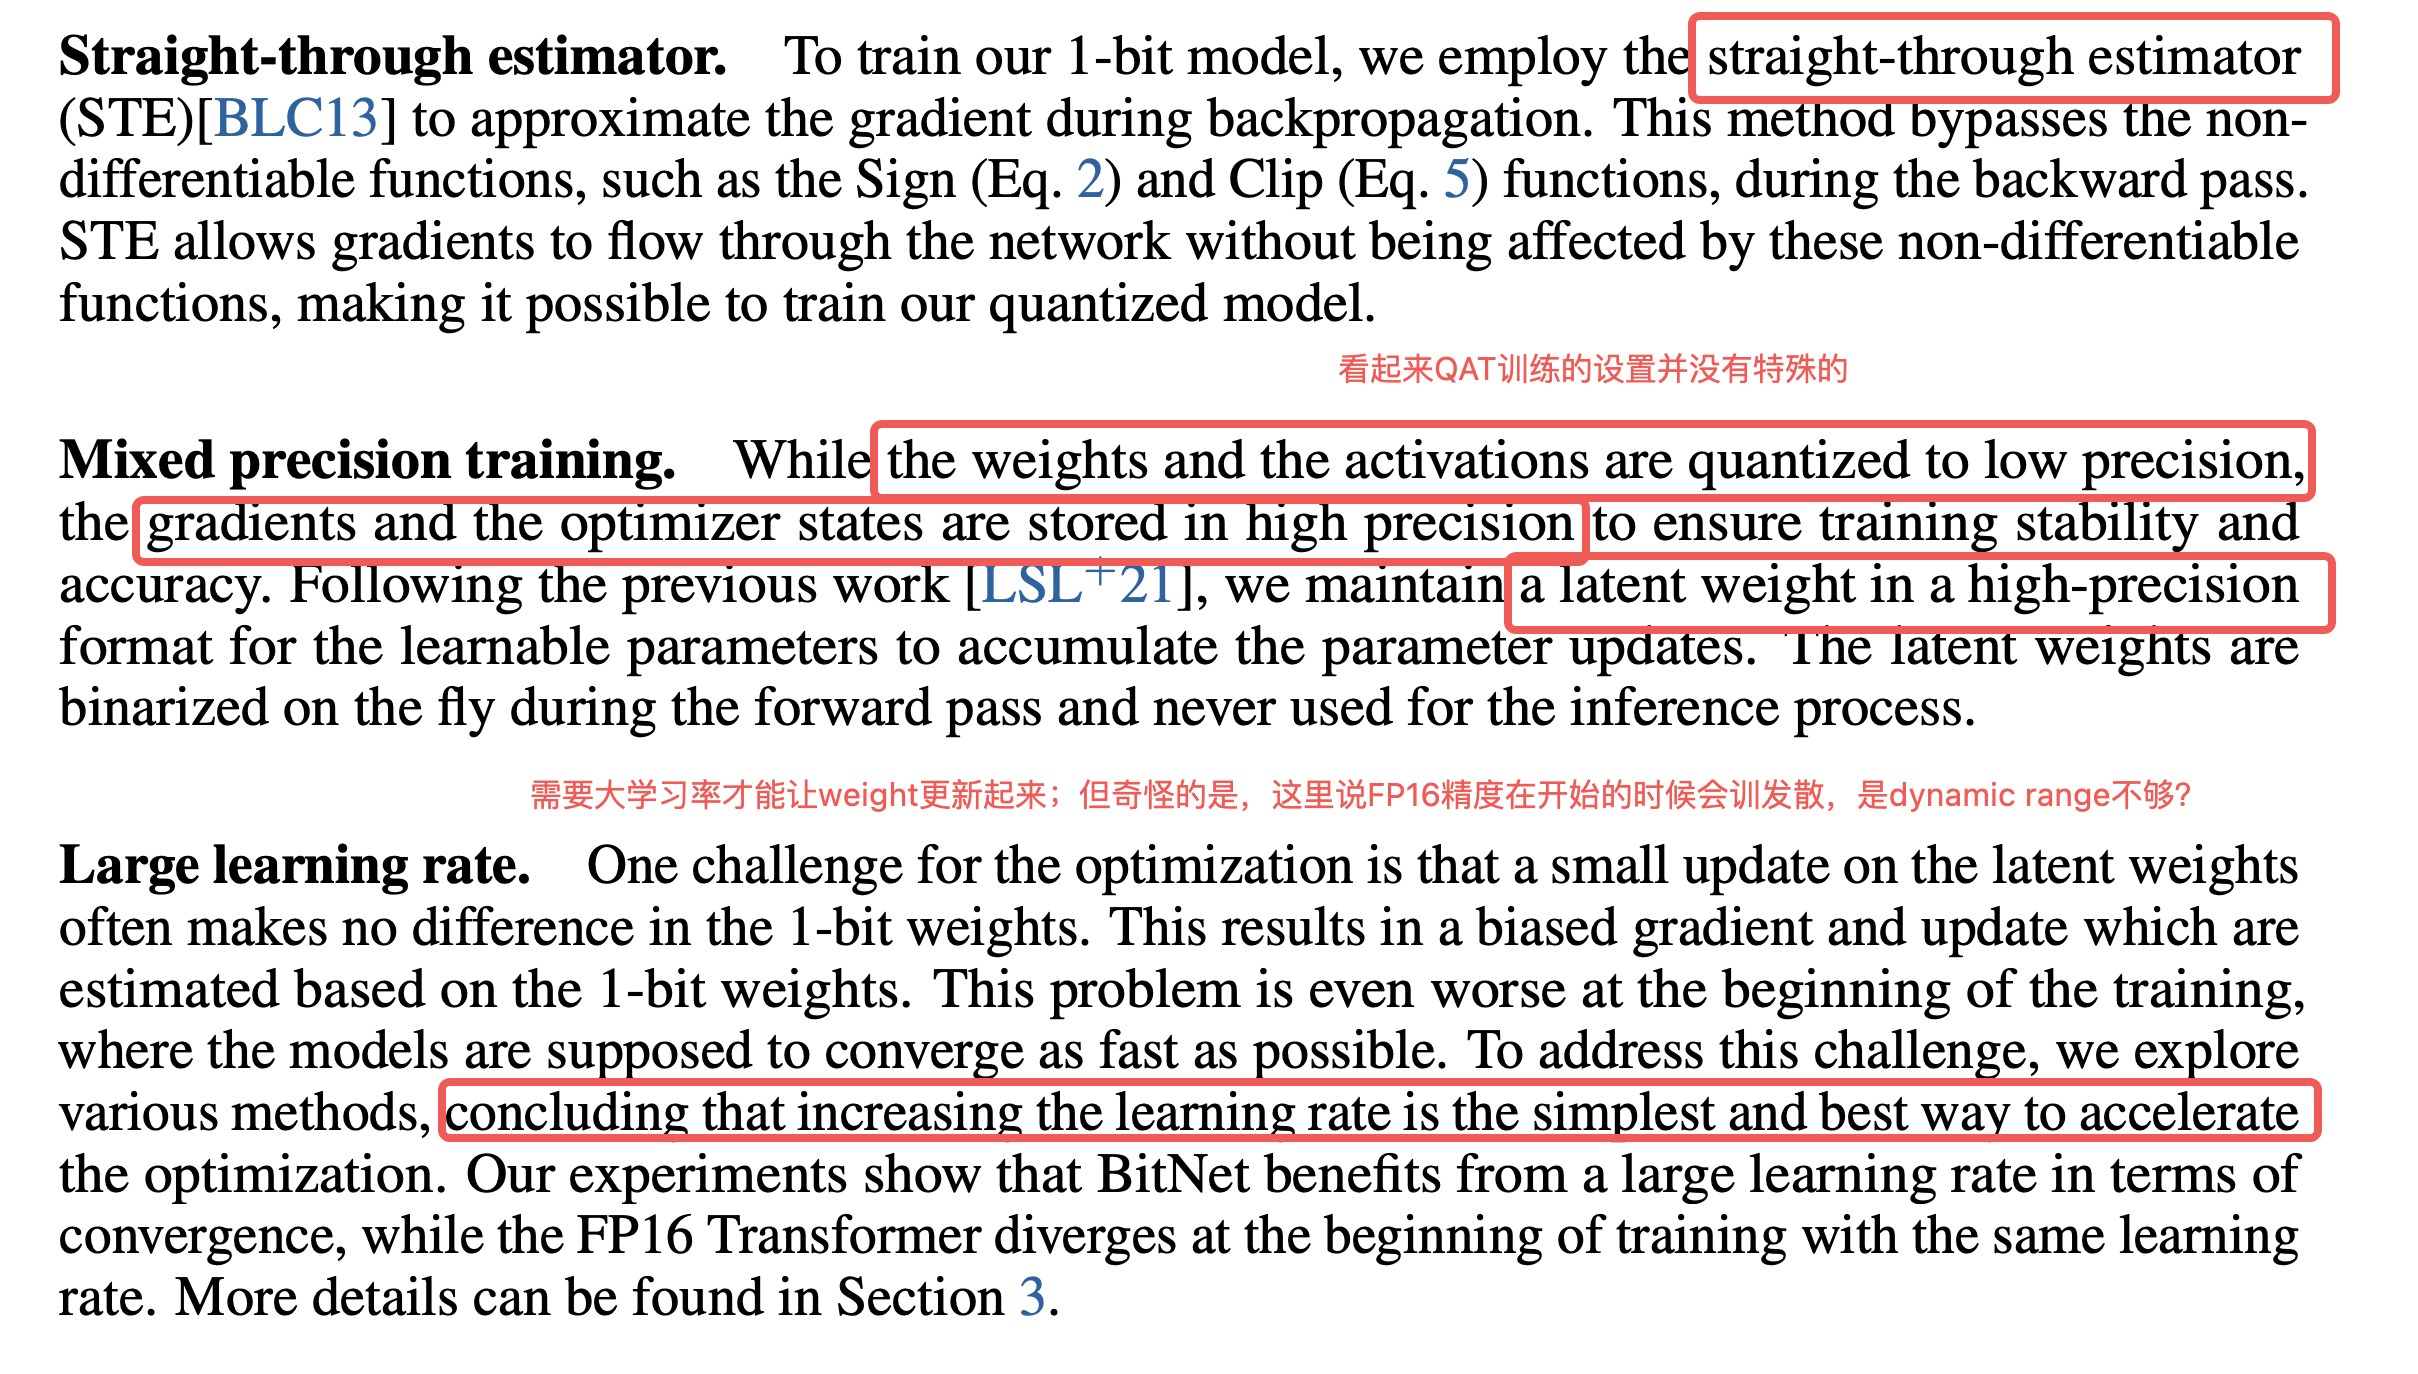 Straight-through estimator. To train our 1-bit model, we employ the straight-through estimator
(STE)[BLC13] to approximate the gradient during backpropagation. This method bypasses the non-
differentiable functions, such as the Sign (Eq. 2) and Clip (Eq. 5) functions, during the backward pass.
STE allows gradients to flow through the network without being affected by these non-differentiable
functions, making it possible to train our quantized model.
看起来QAT训练的设置并没有特殊的
Mixed precision training. While the weights and the activations are quantized to low precision,
the gradients and the optimizer states are stored in high precision to ensure training stability and
accuracy. Following the previous work [LSL+21], we maintain a latent weight in a high-precision
format for the learnable parameters to accumulate the parameter updates. The latent weights are
binarized on the fly during the forward pass and never used for the inference process.
需要大学习率才能让weight更新起来；但奇怪的是，这里说FP16精度在开始的时候会训发散，是dynamic range不够?
Large learning rate. One challenge for the optimization is that a small update on the latent weights
often makes no difference in the 1-bit weights. This results in a biased gradient and update which are
estimated based on the 1-bit weights. This problem is even worse at the beginning of the training,
where the models are supposed to converge as fast as possible. To address this challenge, we explore
various methods, concluding that increasing the learning rate is the simplest and best way to accelerate
the optimization. Our experiments show that BitNet benefits from a large learning rate in terms of
convergence, while the FP16 Transformer diverges at the beginning of training with the same learning
rate. More details can be found in Section 3.